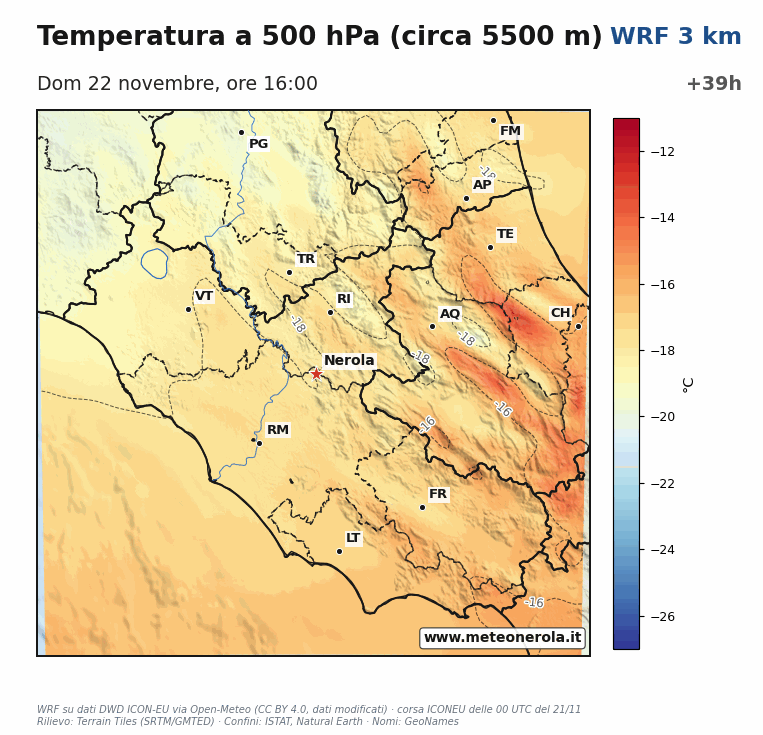 Temperatura a 500 hPa (circa 5500 m) WRF 3 km
Dom 22 novembre, ore 16:00 +39h
FM
PG
-18
AP
TE
TR
VT
RI
AQ
CH
-18
-18
-18
Nerola
-16
-16
RM
FR
LT
-16
www.meteonerola.it
−12
−14
−16
−18
−20
−22
−24
−26
°C
WRF su dati DWD ICON-EU via Open-Meteo (CC BY 4.0, dati modificati) · corsa ICONEU delle 00 UTC del 21/11
Rilievo: Terrain Tiles (SRTM/GMTED) · Confini: ISTAT, Natural Earth · Nomi: GeoNames